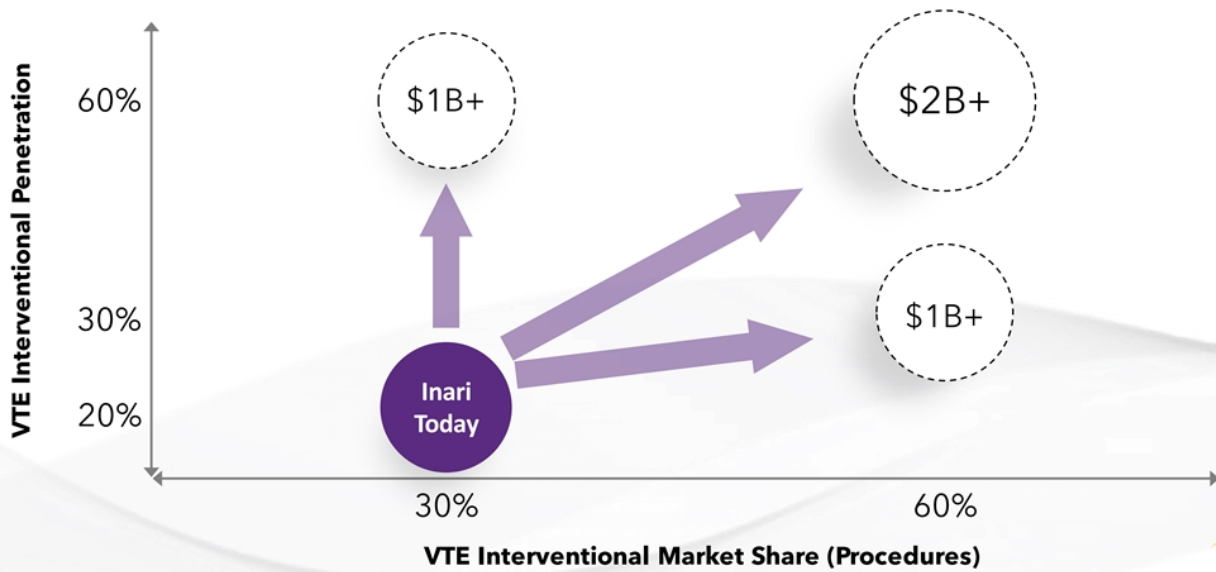 VTE Interventional Penetration
60%
$1B+
$2B+
30%
$1B+
20%
Inari
Today
30%
60%
VTE Interventional Market Share (Procedures)